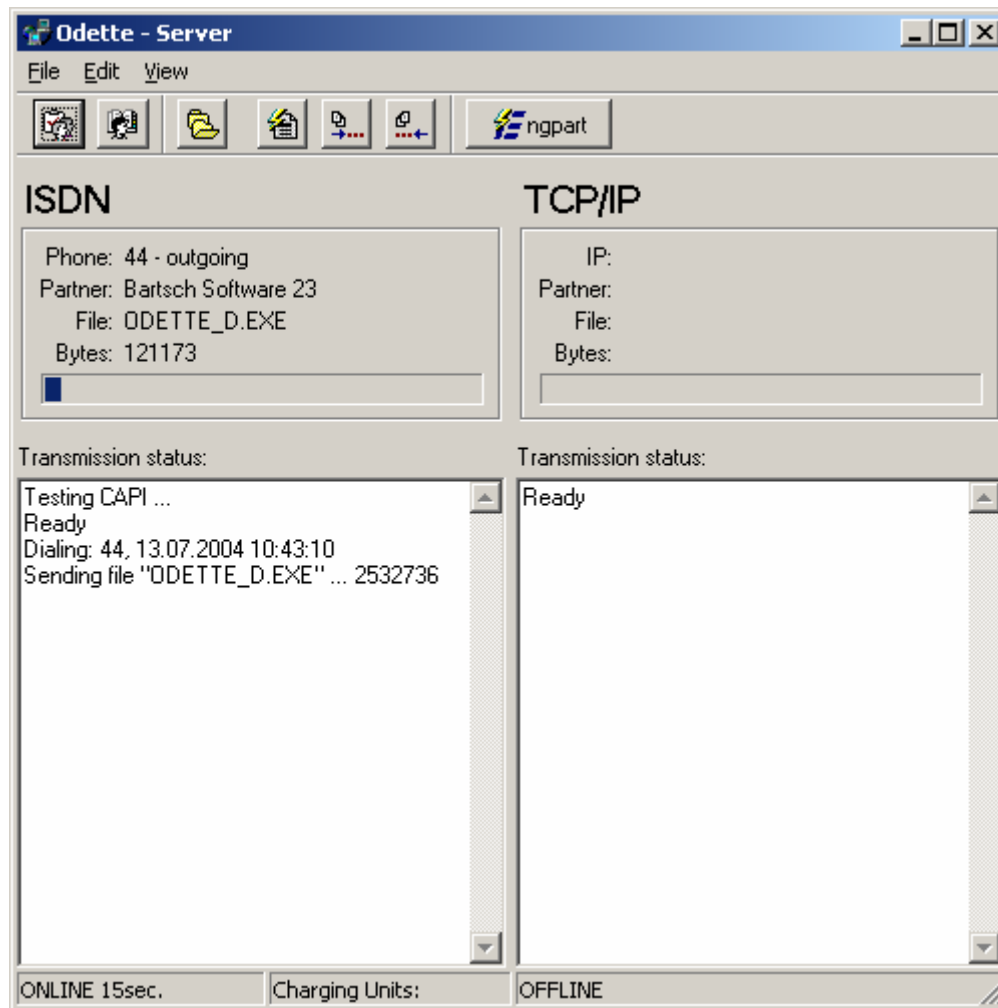 Odette - Server
File Edit View
ngpart
ISDN
Phone: 44 - outgoing
Partner: Bartsch Software 23
File: ODETTE_D.EXE
Bytes: 121173
TCP/IP
IP:
Partner:
File:
Bytes:
Transmission status:
Testing CAPI ...
Ready
Dialing: 44, 13.07.2004 10:43:10
Sending file "ODETTE_D.EXE" ... 2532736
Transmission status:
Ready
ONLINE 15sec.
Charging Units:
OFFLINE